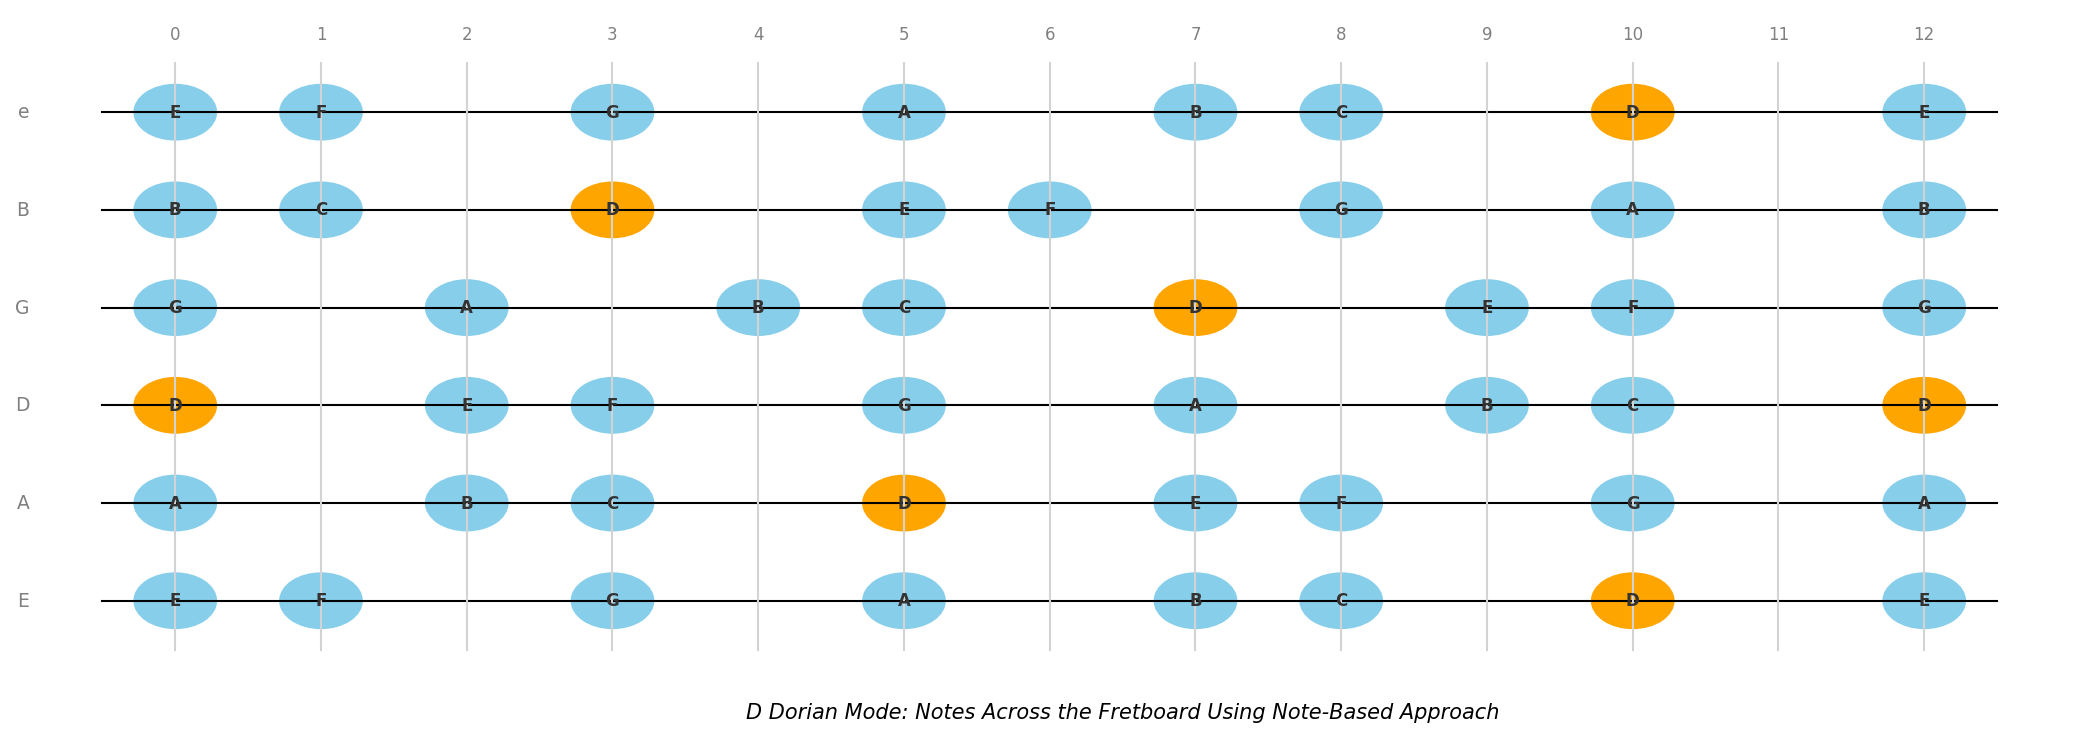 0 1 2 3 4 5 6 7 8 9 10 11 12
e E F G A B C D E
B B C D E F G A B
G G A B C D E F G
D D E F G A B C D
A A B C D E F G A
E E F G A B C D E
D Dorian Mode: Notes Across the Fretboard Using Note-Based Approach